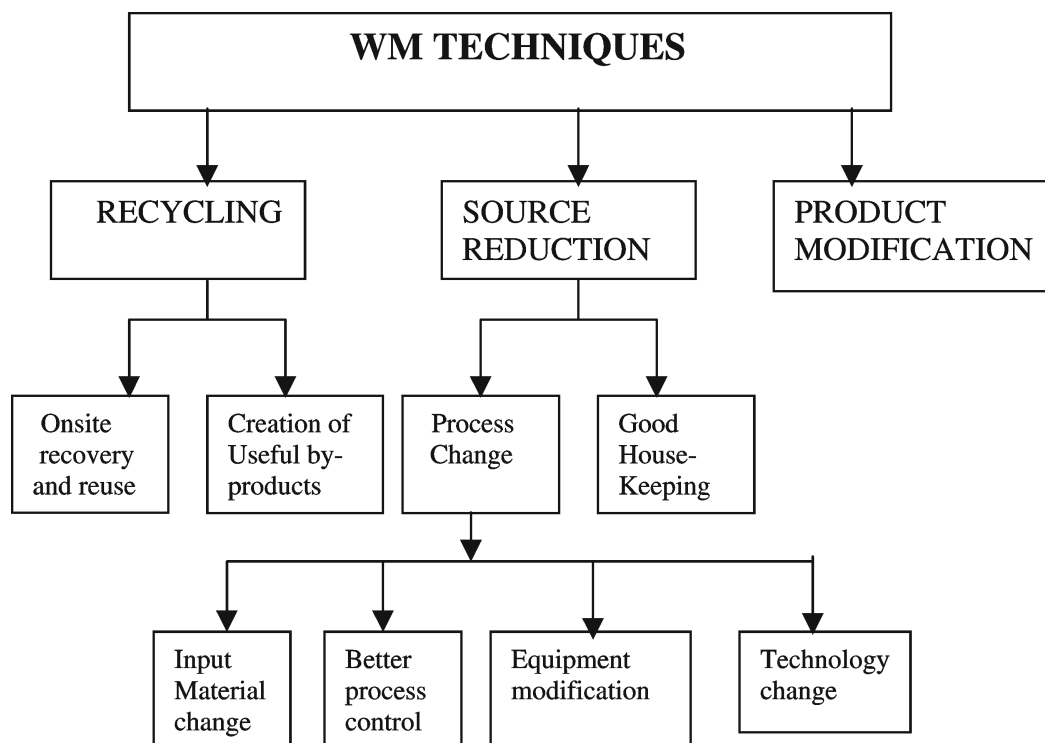 WM TECHNIQUES
RECYCLING
SOURCE
REDUCTION
PRODUCT
MODIFICATION
Onsite
recovery
and reuse
Creation of
Useful by-
products
Process
Change
Good
House-
Keeping
Input
Material
change
Better
process
control
Equipment
modification
Technology
change